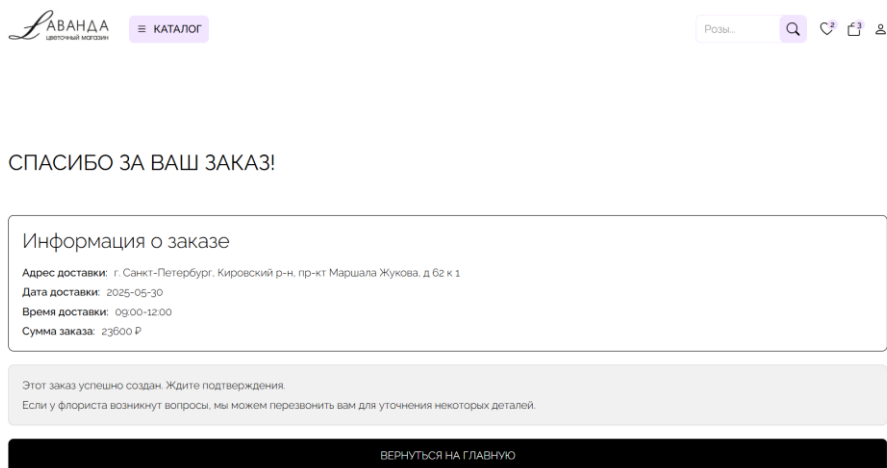 ЛАВАНДА
цветочный магазин
≡ КАТАЛОГ
Розы...
2
3
СПАСИБО ЗА ВАШ ЗАКАЗ!
Информация о заказе
Адрес доставки: г. Санкт-Петербург, Кировский р-н, пр-кт Маршала Жукова, д 62 к 1
Дата доставки: 2025-05-30
Время доставки: 09:00-12:00
Сумма заказа: 23600 ₽
Этот заказ успешно создан. Ждите подтверждения.
Если у флориста возникнут вопросы, мы можем перезвонить вам для уточнения некоторых деталей.
ВЕРНУТЬСЯ НА ГЛАВНУЮ